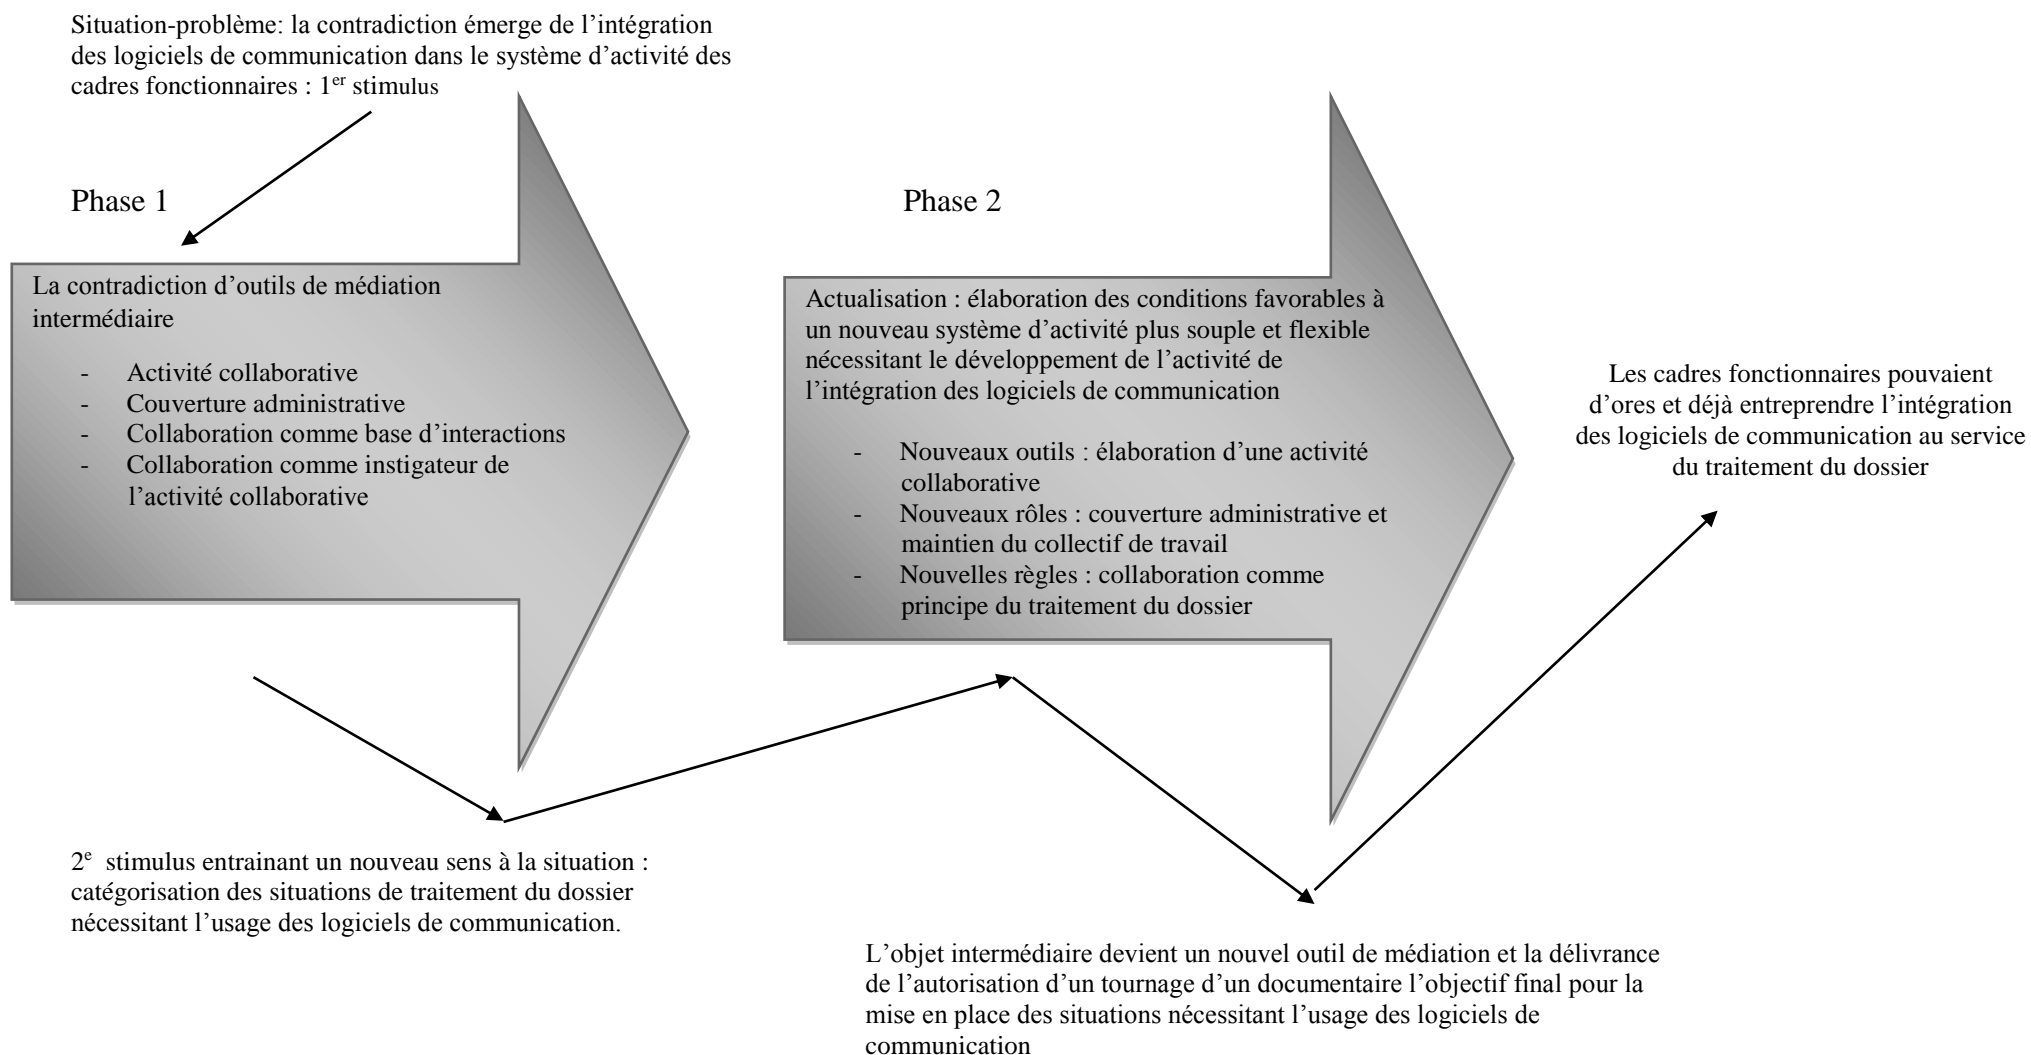 Situation-problème: la contradiction émerge de l’intégration
des logiciels de communication dans le système d’activité des
cadres fonctionnaires : 1er stimulus
Phase 1
La contradiction d’outils de médiation
intermédiaire
- Activité collaborative
- Couverture administrative
- Collaboration comme base d’interactions
- Collaboration comme instigateur de
l’activité collaborative
2e stimulus entrainant un nouveau sens à la situation :
catégorisation des situations de traitement du dossier
nécessitant l’usage des logiciels de communication.
Phase 2
Actualisation : élaboration des conditions favorables à
un nouveau système d’activité plus souple et flexible
nécessitant le développement de l’activité de
l’intégration des logiciels de communication
- Nouveaux outils : élaboration d’une activité
collaborative
- Nouveaux rôles : couverture administrative et
maintien du collectif de travail
- Nouvelles règles : collaboration comme
principe du traitement du dossier
L’objet intermédiaire devient un nouvel outil de médiation et la délivrance
de l’autorisation d’un tournage d’un documentaire l’objectif final pour la
mise en place des situations nécessitant l’usage des logiciels de
communication
Les cadres fonctionnaires pouvaient
d’ores et déjà entreprendre l’intégration
des logiciels de communication au service
du traitement du dossier